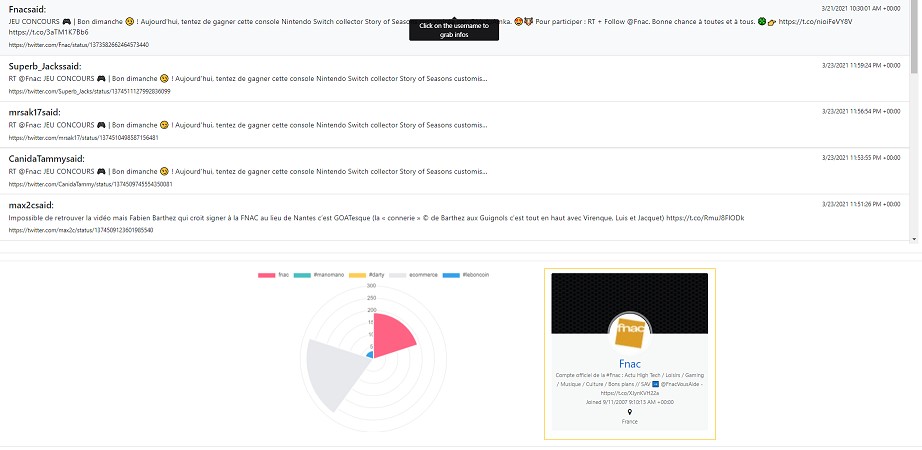 Fnacsaid: 3/21/2021 10:30:01 AM +00:00
JEU CONCOURS 🎮 | Bon dimanche 😉 ! Aujourd'hui, tentez de gagner cette console Nintendo Switch collector Story of Seas nka. Pour participer : RT + Follow @Fnac. Bonne chance à toutes et à tous. 🍀 👉 https://t.co/nioiFeVY8V
https://t.co/3aTM1K7Bb6
Click on the username to
grab infos
https://twitter.com/Fnac/status/1373582662464573440
Superb_Jackssaid: 3/23/2021 11:59:24 PM +00:00
RT @Fnac: JEU CONCOURS 🎮 | Bon dimanche 😉 ! Aujourd'hui, tentez de gagner cette console Nintendo Switch collector Story of Seasons customis...
https://twitter.com/Superb_Jacks/status/1374511127992836099
mrsak17said: 3/23/2021 11:56:54 PM +00:00
RT @Fnac: JEU CONCOURS 🎮 | Bon dimanche 😉 ! Aujourd'hui, tentez de gagner cette console Nintendo Switch collector Story of Seasons customis...
https://twitter.com/mrsak17/status/1374510498587156481
CanidaTammysaid: 3/23/2021 11:53:55 PM +00:00
RT @Fnac: JEU CONCOURS 🎮 | Bon dimanche 😉 ! Aujourd'hui, tentez de gagner cette console Nintendo Switch collector Story of Seasons customis...
https://twitter.com/CanidaTammy/status/1374509745554350081
max2csaid: 3/23/2021 11:51:26 PM +00:00
Impossible de retrouver la vidéo mais Fabien Barthez qui croit signer à la FNAC au lieu de Nantes c'est GOATesque (la « connerie » © de Barthez aux Guignols c'est tout en haut avec Virenque, Luis et Jacquet) https://t.co/RmuJ8FlODk
https://twitter.com/max2c/status/1374509123601985540
fnac #manomano #darty ecommerce #leboncoin
300
250
200
fnac
Fnac
Compte officiel de la #Fnac : Actu High Tech / Loisirs / Gaming
/ Musique / Culture / Bons plans // SAV ➡ @FnacVousAide -
https://t.co/XJynKVH22e
Joined 9/11/2007 9:10:13 AM +00:00
France